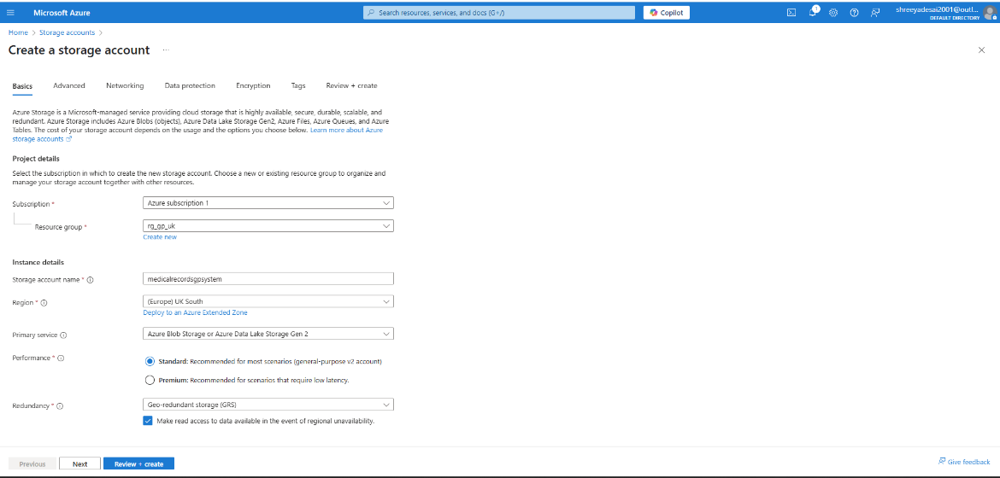 Microsoft Azure
Search resources, services, and docs (G+/)
Copilot
1
shreeyadesai2001@outl...
DEFAULT DIRECTORY
Home > Storage accounts >
Create a storage account ...
Basics Advanced Networking Data protection Encryption Tags Review + create
Azure Storage is a Microsoft-managed service providing cloud storage that is highly available, secure, durable, scalable, and
redundant. Azure Storage includes Azure Blobs (objects), Azure Data Lake Storage Gen2, Azure Files, Azure Queues, and Azure
Tables. The cost of your storage account depends on the usage and the options you choose below. Learn more about Azure
storage accounts
Project details
Select the subscription in which to create the new storage account. Choose a new or existing resource group to organize and
manage your storage account together with other resources.
Subscription * Azure subscription 1
Resource group * rg_gp_uk
Create new
Instance details
Storage account name * medicalrecordsgpsystem
Region * (Europe) UK South
Deploy to an Azure Extended Zone
Primary service Azure Blob Storage or Azure Data Lake Storage Gen 2
Performance * Standard: Recommended for most scenarios (general-purpose v2 account)
Premium: Recommended for scenarios that require low latency.
Redundancy * Geo-redundant storage (GRS)
Make read access to data available in the event of regional unavailability.
Previous Next Review + create
Give feedback